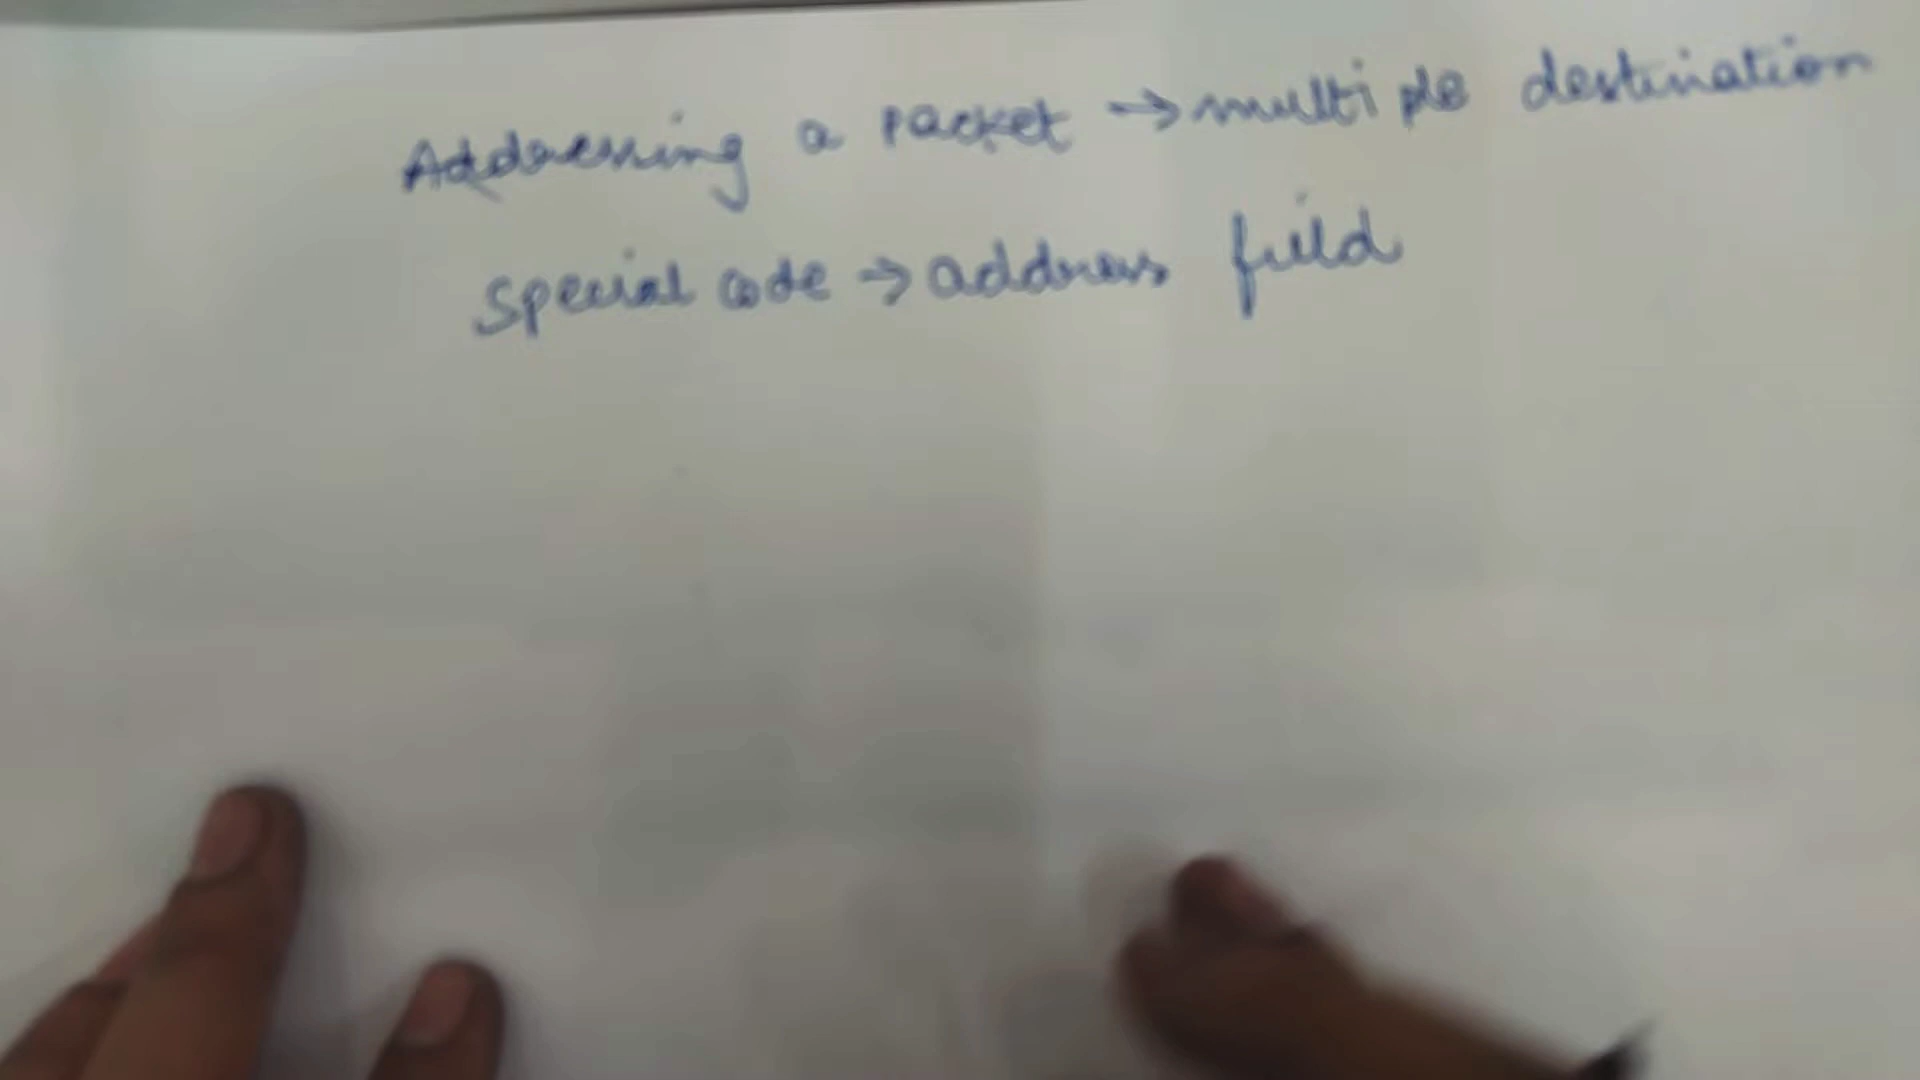 Addressing a packet → multiple destination
special code → address field